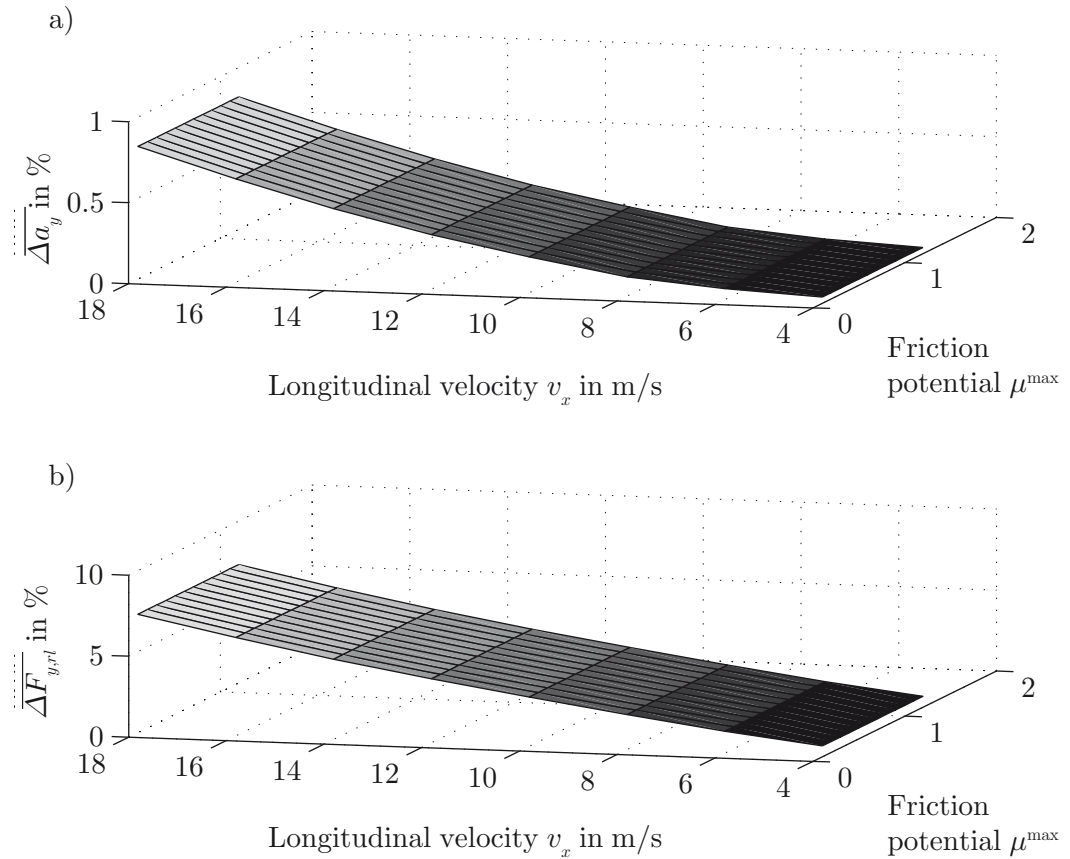 a)
1
0.5
0
Δa_y in %
18
16
14
12
10
8
6
4
0
1
2
Longitudinal velocity v_x in m/s
Friction
potential μ^max
b)
10
5
0
ΔF_y,rl in %
18
16
14
12
10
8
6
4
0
1
2
Longitudinal velocity v_x in m/s
Friction
potential μ^max